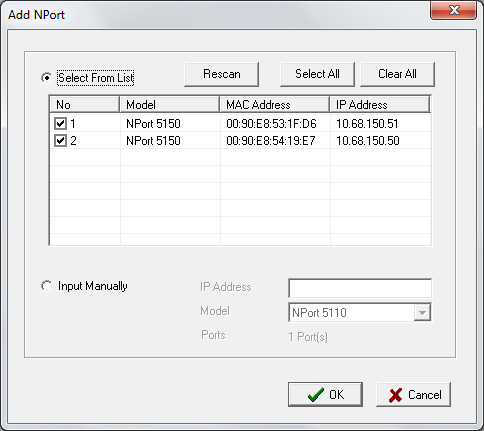 Add NPort
Select From List Rescan Select All Clear All
No Model MAC Address IP Address
1 NPort 5150 00:90:E8:53:1F:D6 10.68.150.51
2 NPort 5150 00:90:E8:54:19:E7 10.68.150.50
Input Manually IP Address
Model NPort 5110
Ports 1 Port(s)
OK Cancel